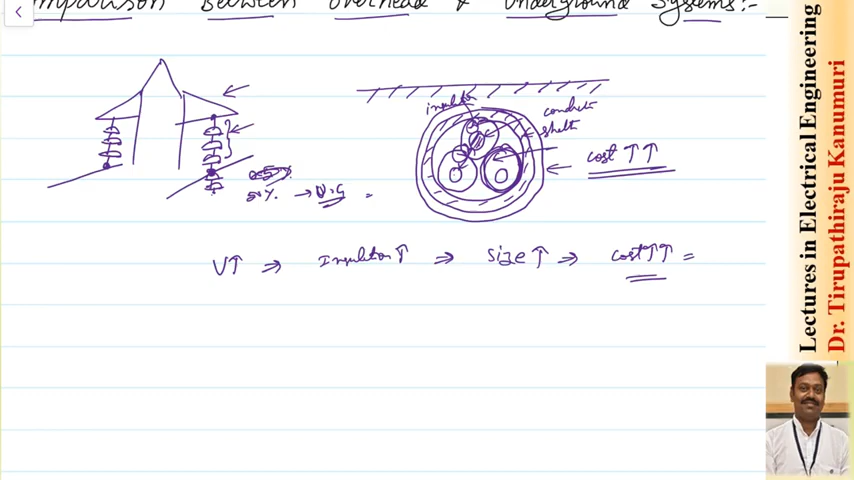 Comparison Between Overhead & Underground Systems:-
insulator
conductor
sheath
cost ↑↑
50% → U.G =
V↑ ⇒ Insulation↑ ⇒ Size↑ ⇒ cost↑↑ =
Lectures in Electrical Engineering
Dr. Tirupathiraju Kanumuri